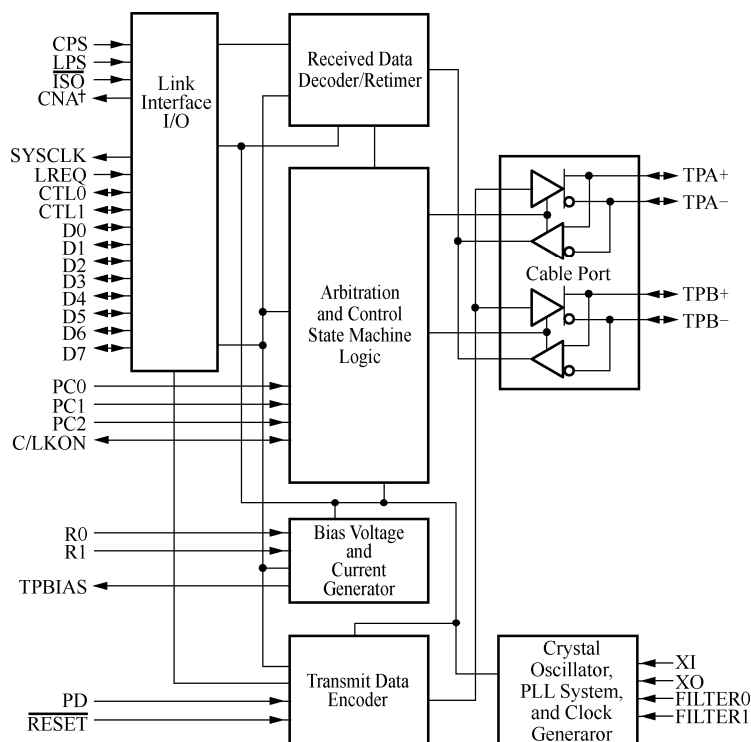 CPS
LPS
ISO
CNA†
SYSCLK
LREQ
CTL0
CTL1
D0
D1
D2
D3
D4
D5
D6
D7
PC0
PC1
PC2
C/LKON
R0
R1
TPBIAS
PD
RESET
Link
Interface
I/O
Received Data
Decoder/Retimer
Arbitration
and Control
State Machine
Logic
Bias Voltage
and
Current
Generator
Transmit Data
Encoder
Cable Port
TPA+
TPA−
TPB+
TPB−
Crystal
Oscillator,
PLL System,
and Clock
Generaror
XI
XO
FILTER0
FILTER1